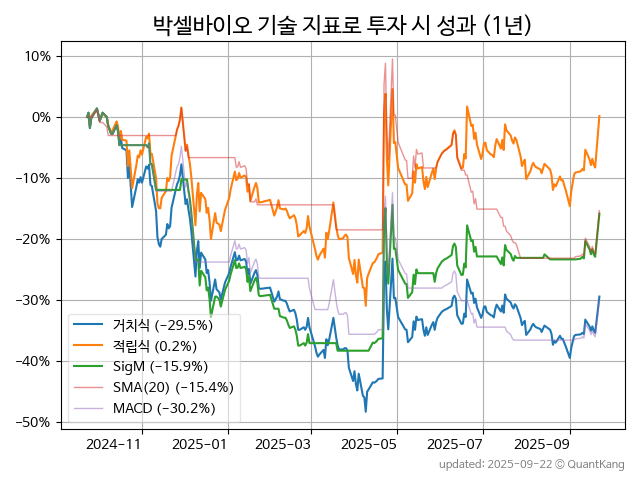 박셀바이오 기술 지표로 투자 시 성과 (1년)
10%
0%
−10%
−20%
−30%
−40%
−50%
거치식 (−29.5%)
적립식 (0.2%)
SigM (−15.9%)
SMA(20) (−15.4%)
MACD (−30.2%)
2024-11
2025-01
2025-03
2025-05
2025-07
2025-09
updated: 2025-09-22 © QuantKang